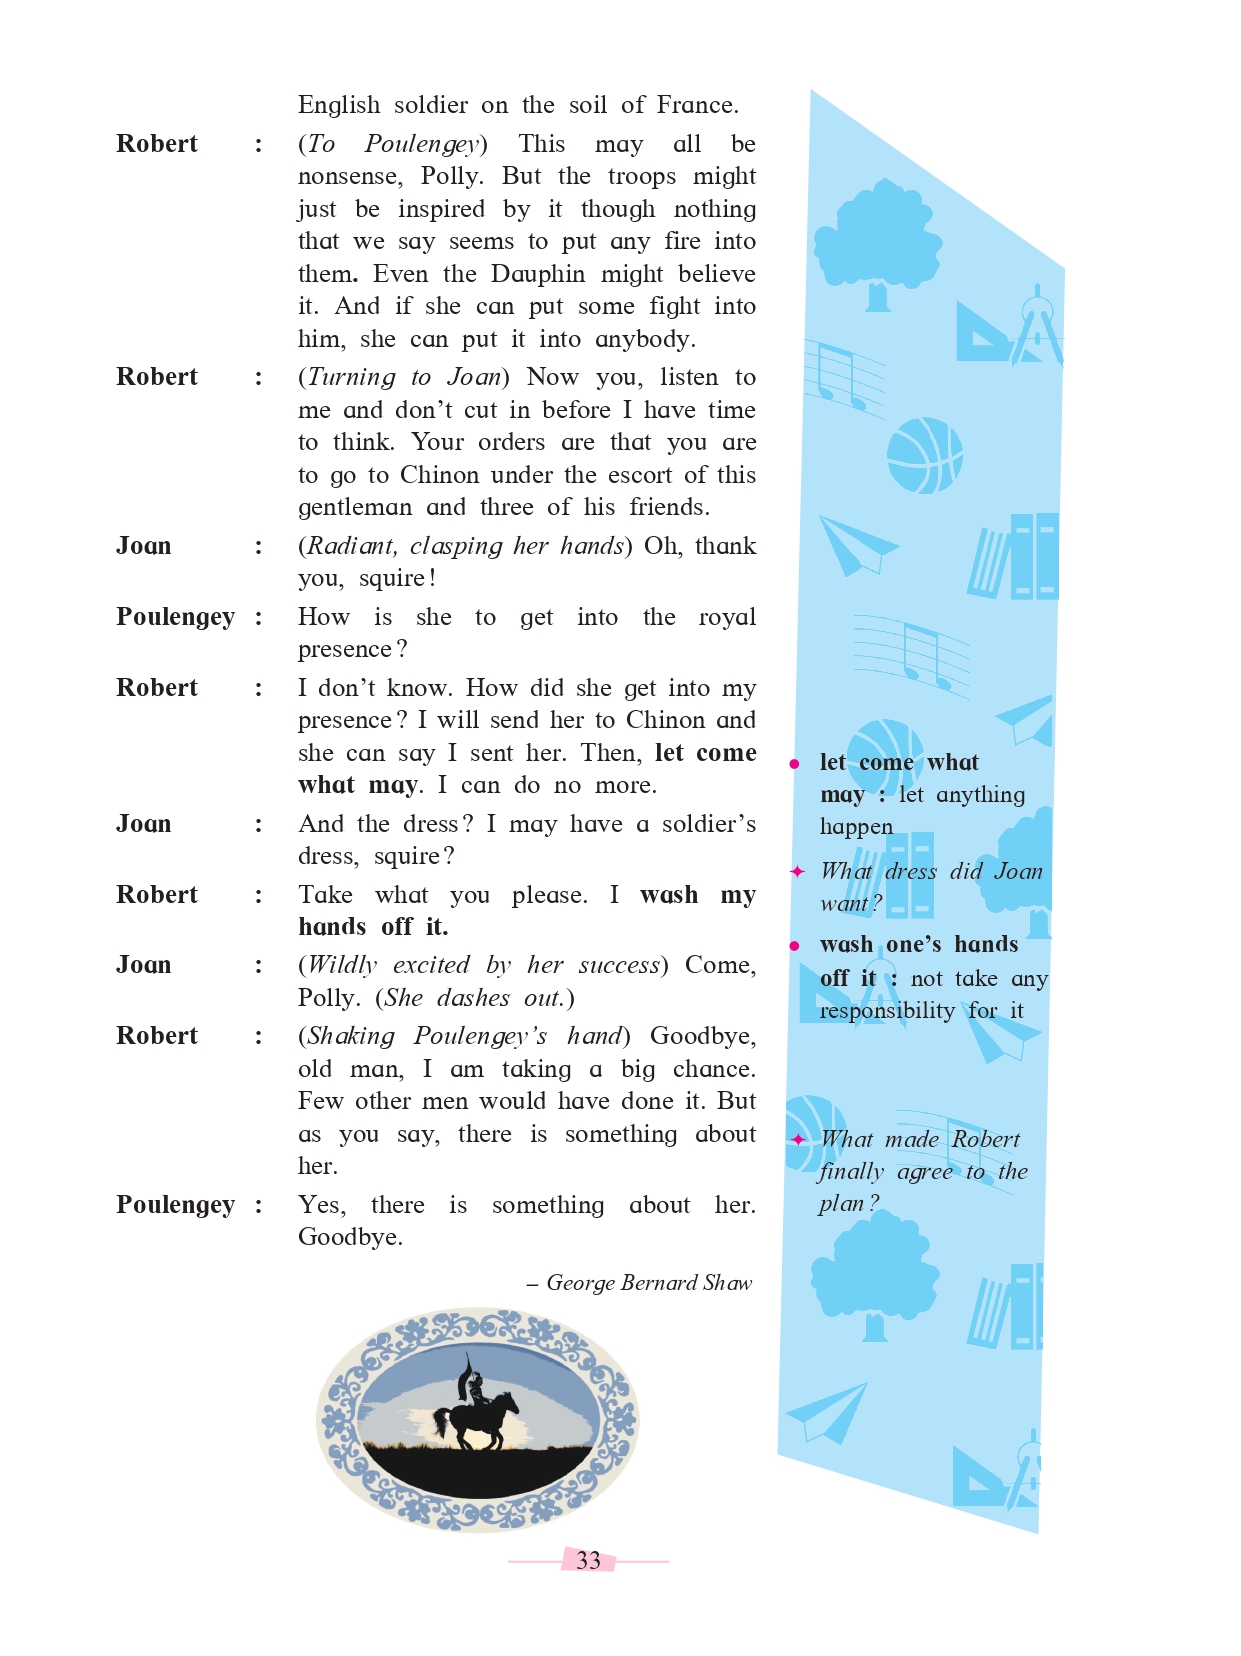 English soldier on the soil of France.
Robert : (To Poulengey) This may all be
nonsense, Polly. But the troops might
just be inspired by it though nothing
that we say seems to put any fire into
them. Even the Dauphin might believe
it. And if she can put some fight into
him, she can put it into anybody.
Robert : (Turning to Joan) Now you, listen to
me and don’t cut in before I have time
to think. Your orders are that you are
to go to Chinon under the escort of this
gentleman and three of his friends.
Joan : (Radiant, clasping her hands) Oh, thank
you, squire!
Poulengey : How is she to get into the royal
presence?
Robert : I don’t know. How did she get into my
presence? I will send her to Chinon and
she can say I sent her. Then, let come
what may. I can do no more.
Joan : And the dress? I may have a soldier’s
dress, squire?
Robert : Take what you please. I wash my
hands off it.
Joan : (Wildly excited by her success) Come,
Polly. (She dashes out.)
Robert : (Shaking Poulengey’s hand) Goodbye,
old man, I am taking a big chance.
Few other men would have done it. But
as you say, there is something about
her.
Poulengey : Yes, there is something about her.
Goodbye.
– George Bernard Shaw
● let come what
may : let anything
happen
✦ What dress did Joan
want?
● wash one’s hands
off it : not take any
responsibility for it
✦ What made Robert
finally agree to the
plan?
33